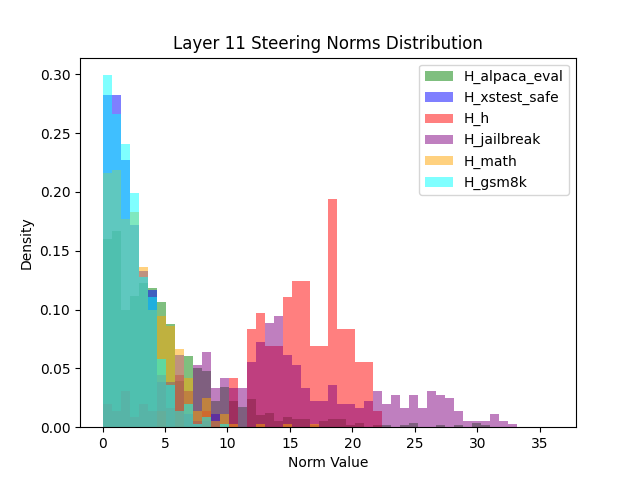 Layer 11 Steering Norms Distribution
H_alpaca_eval
H_xstest_safe
H_h
H_jailbreak
H_math
H_gsm8k
0.30
0.25
0.20
0.15
0.10
0.05
0.00
Density
0 5 10 15 20 25 30 35
Norm Value